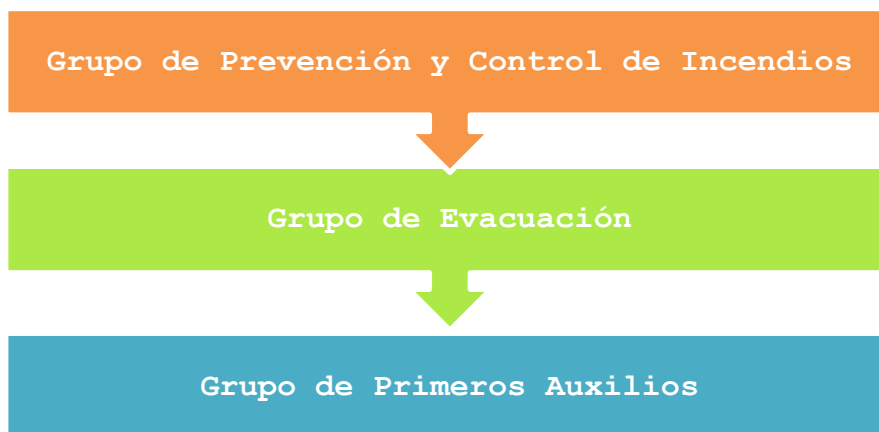 Grupo de Prevención y Control de Incendios
Grupo de Evacuación
Grupo de Primeros Auxilios